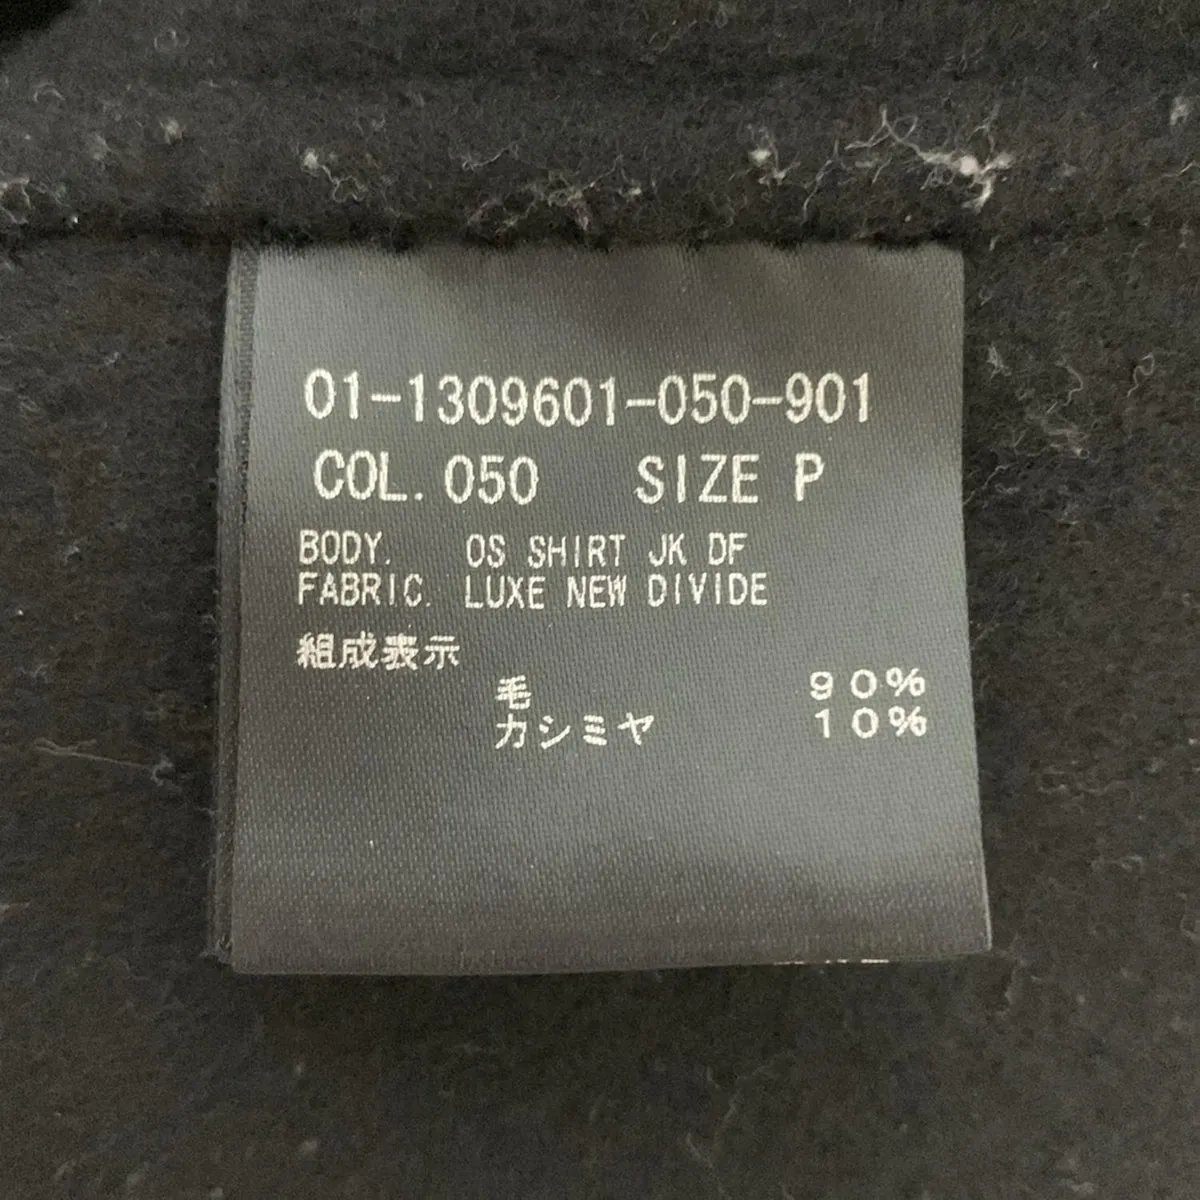 01-1309601-050-901
COL. 050 SIZE P
BODY. OS SHIRT JK DF
FABRIC. LUXE NEW DIVIDE
組成表示
毛 90%
カシミヤ 10%